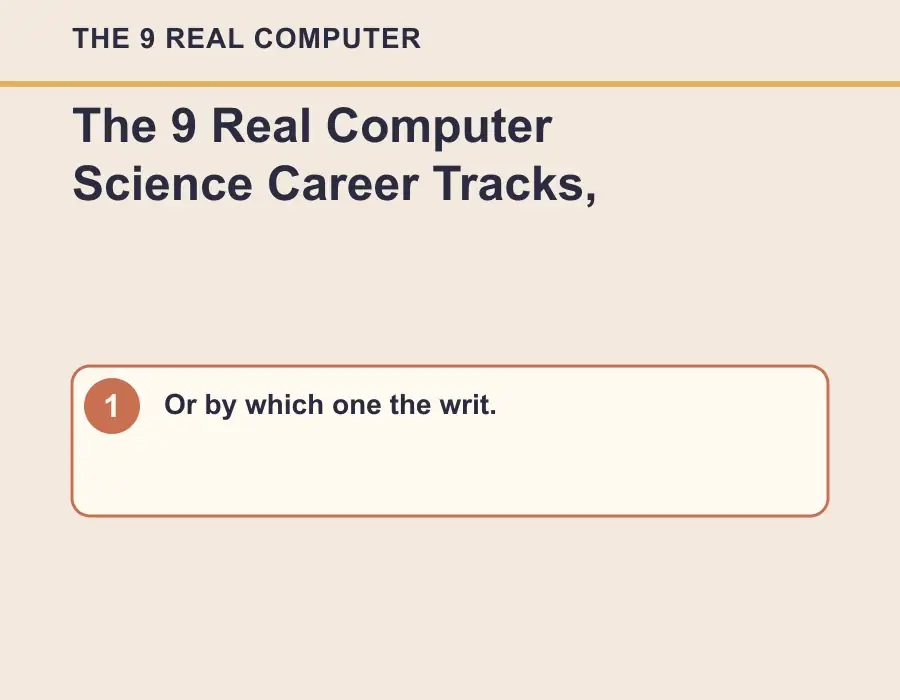 THE 9 REAL COMPUTER
The 9 Real Computer
Science Career Tracks,
1
Or by which one the writ.